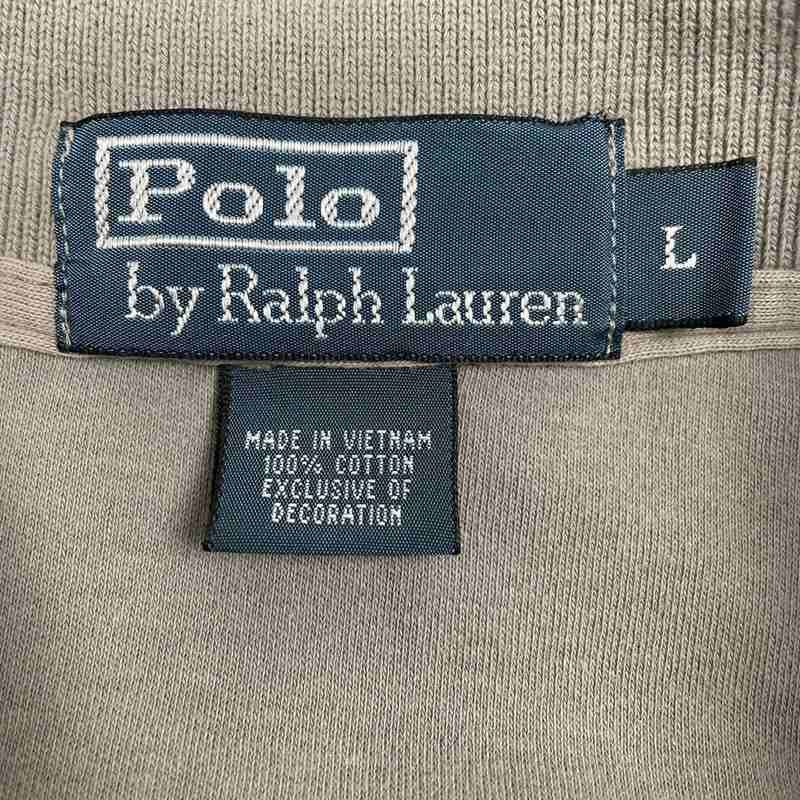 Polo
by Ralph Lauren
L
MADE IN VIETNAM
100% COTTON
EXCLUSIVE OF
DECORATION